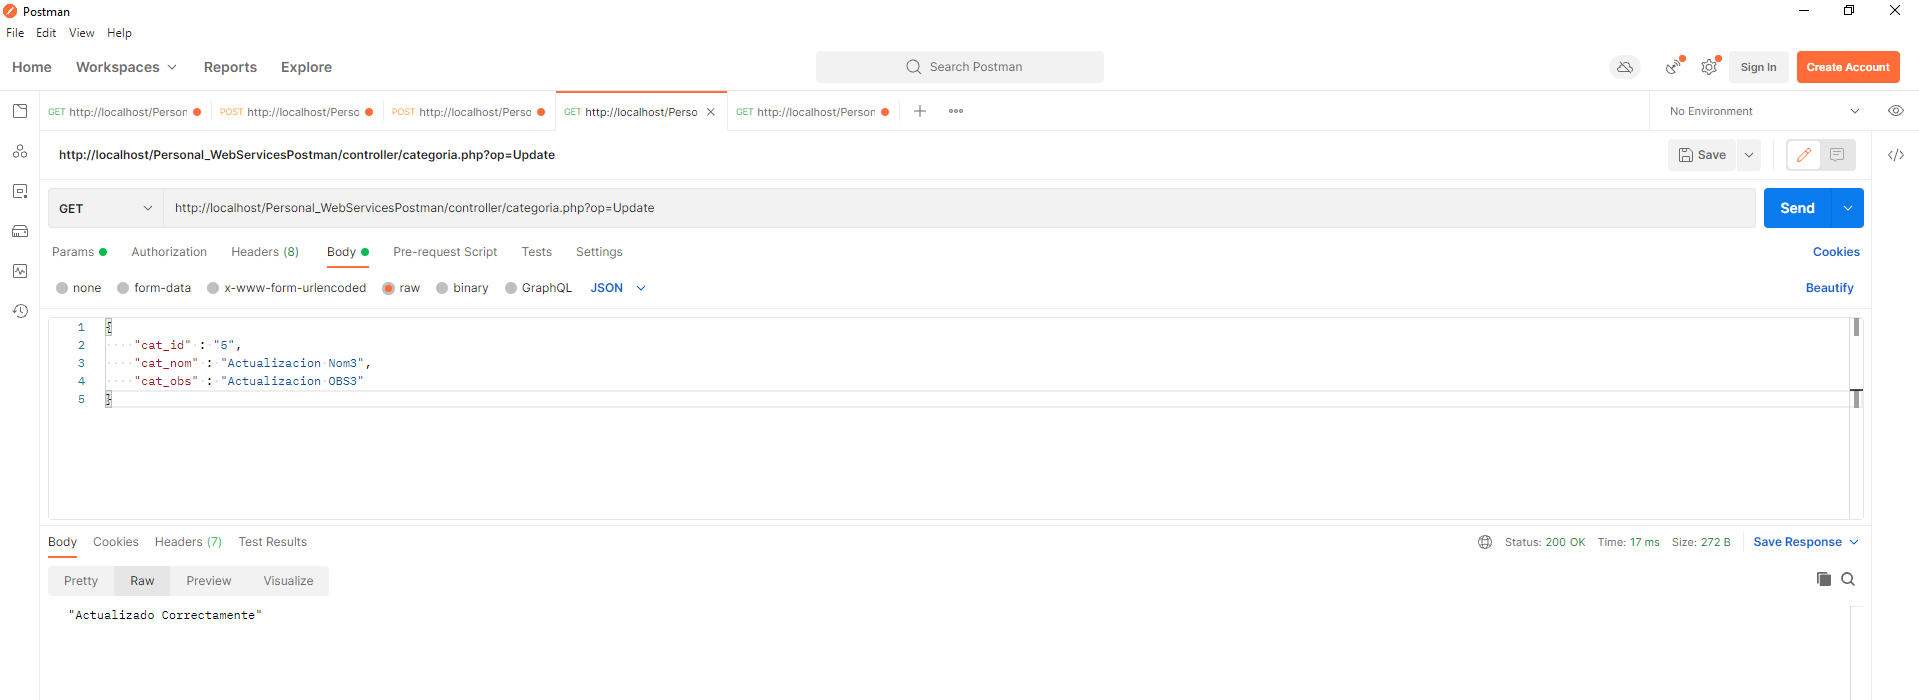 Postman
File Edit View Help
Home Workspaces Reports Explore Search Postman Sign In Create Account
GET http://localhost/Person POST http://localhost/Perso POST http://localhost/Perso GET http://localhost/Perso GET http://localhost/Person No Environment
http://localhost/Personal_WebServicesPostman/controller/categoria.php?op=Update Save
GET http://localhost/Personal_WebServicesPostman/controller/categoria.php?op=Update Send
Params Authorization Headers (8) Body Pre-request Script Tests Settings Cookies
none form-data x-www-form-urlencoded raw binary GraphQL JSON Beautify
1 {
2 "cat_id" : "5",
3 "cat_nom" : "Actualizacion Nom3",
4 "cat_obs" : "Actualizacion OBS3"
5 }
Body Cookies Headers (7) Test Results Status: 200 OK Time: 17 ms Size: 272 B Save Response
Pretty Raw Preview Visualize
"Actualizado Correctamente"